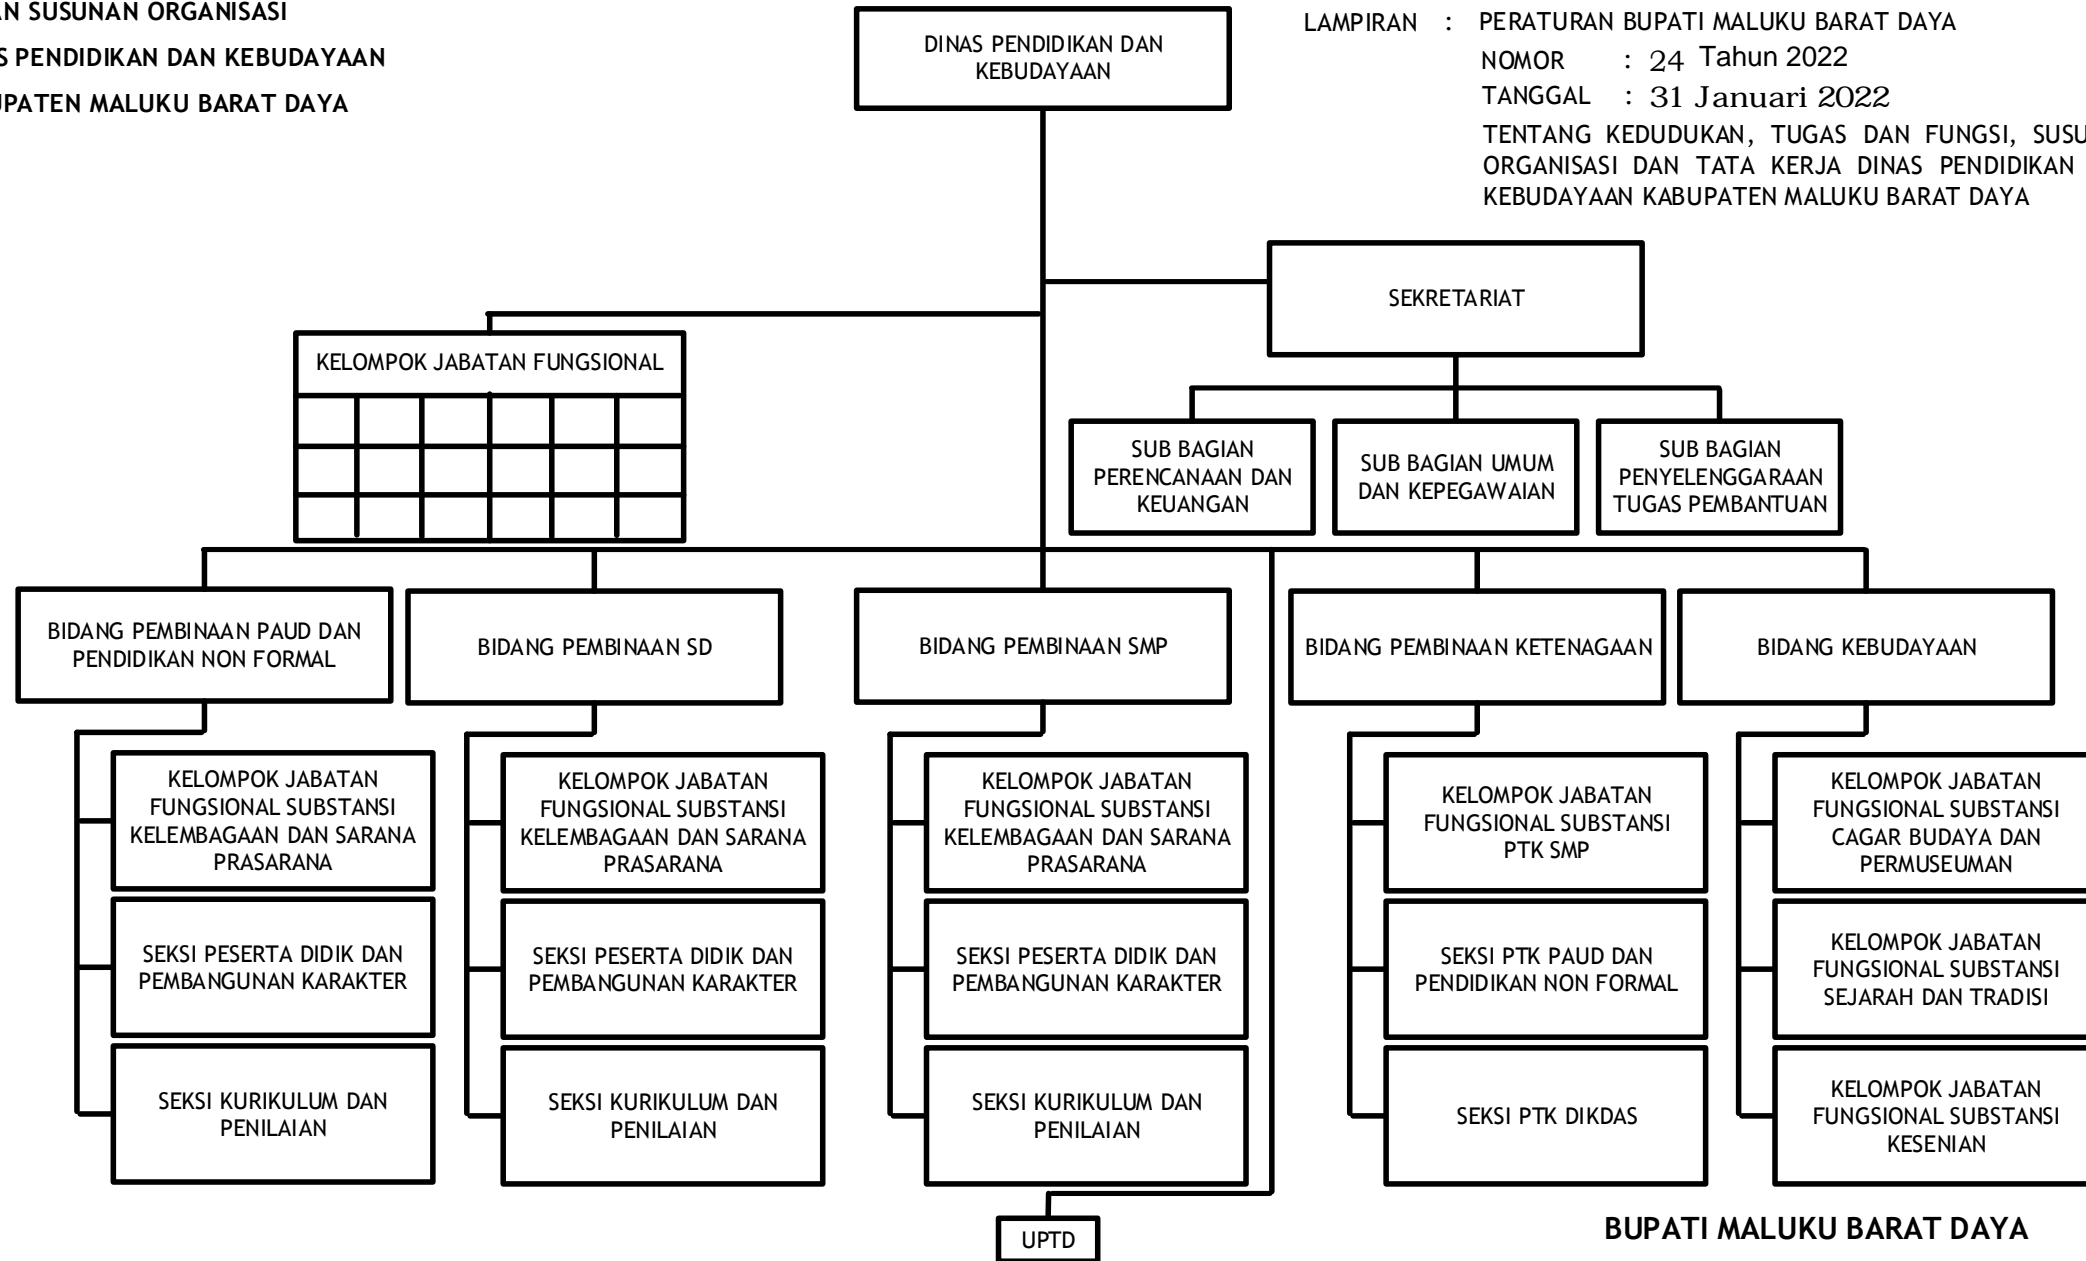 SUSUNAN ORGANISASI
PENDIDIKAN DAN KEBUDAYAAN
MALUKU BARAT DAYA
DINAS PENDIDIKAN DAN
KEBUDAYAAN
LAMPIRAN : PERATURAN BUPATI MALUKU BARAT DAYA
NOMOR : 24 Tahun 2022
TANGGAL : 31 Januari 2022
TENTANG KEDUDUKAN, TUGAS DAN FUNGSI,
ORGANISASI DAN TATA KERJA DINAS PENDIDIKAN
KEBUDAYAAN KABUPATEN MALUKU BARAT DAYA
SEKRETARIAT
KELOMPOK JABATAN FUNGSIONAL
SUB BAGIAN
PERENCANAAN DAN
KEUANGAN
SUB BAGIAN UMUM
DAN KEPEGAWAIAN
SUB BAGIAN
PENYELENGGARAAN
TUGAS PEMBANTUAN
BIDANG PEMBINAAN PAUD DAN
PENDIDIKAN NON FORMAL
BIDANG PEMBINAAN SD
BIDANG PEMBINAAN SMP
BIDANG PEMBINAAN KETENAGAAN
BIDANG KEBUDAYAAN
KELOMPOK JABATAN
FUNGSIONAL SUBSTANSI
KELEMBAGAAN DAN SARANA
PRASARANA
SEKSI PESERTA DIDIK DAN
PEMBANGUNAN KARAKTER
SEKSI KURIKULUM DAN
PENILAIAN
KELOMPOK JABATAN
FUNGSIONAL SUBSTANSI
KELEMBAGAAN DAN SARANA
PRASARANA
SEKSI PESERTA DIDIK DAN
PEMBANGUNAN KARAKTER
SEKSI KURIKULUM DAN
PENILAIAN
KELOMPOK JABATAN
FUNGSIONAL SUBSTANSI
KELEMBAGAAN DAN SARANA
PRASARANA
SEKSI PESERTA DIDIK DAN
PEMBANGUNAN KARAKTER
SEKSI KURIKULUM DAN
PENILAIAN
KELOMPOK JABATAN
FUNGSIONAL SUBSTANSI
PTK SMP
SEKSI PTK PAUD DAN
PENDIDIKAN NON FORMAL
SEKSI PTK DIKDAS
KELOMPOK JABATAN
FUNGSIONAL SUBSTANSI
CAGAR BUDAYA DAN
PERMUSEUMAN
KELOMPOK JABATAN
FUNGSIONAL SUBSTANSI
SEJARAH DAN TRADISI
KELOMPOK JABATAN
FUNGSIONAL SUBSTANSI
KESENIAN
UPTD
BUPATI MALUKU BARAT DAYA